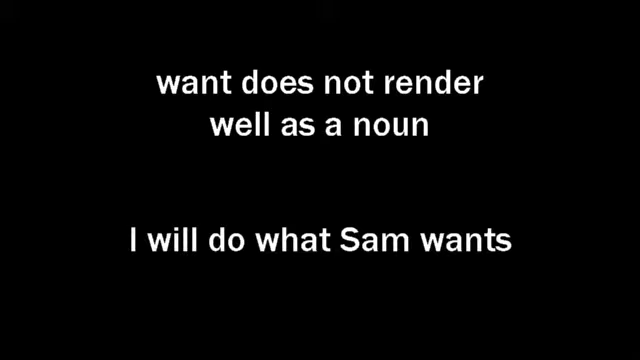 want does not render
well as a noun
I will do what Sam wants